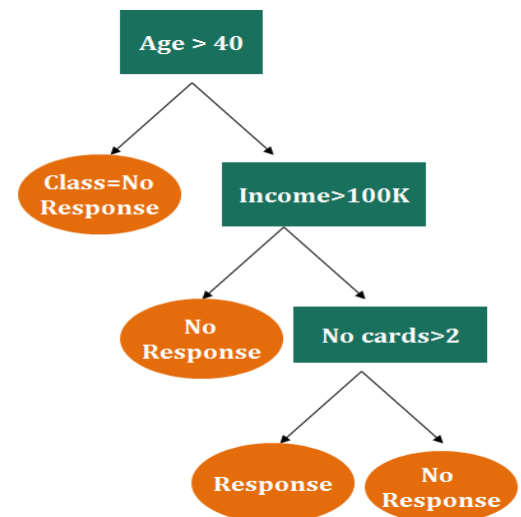 Age > 40
Class=No
Response
Income>100K
No
Response
No cards>2
Response
No
Response